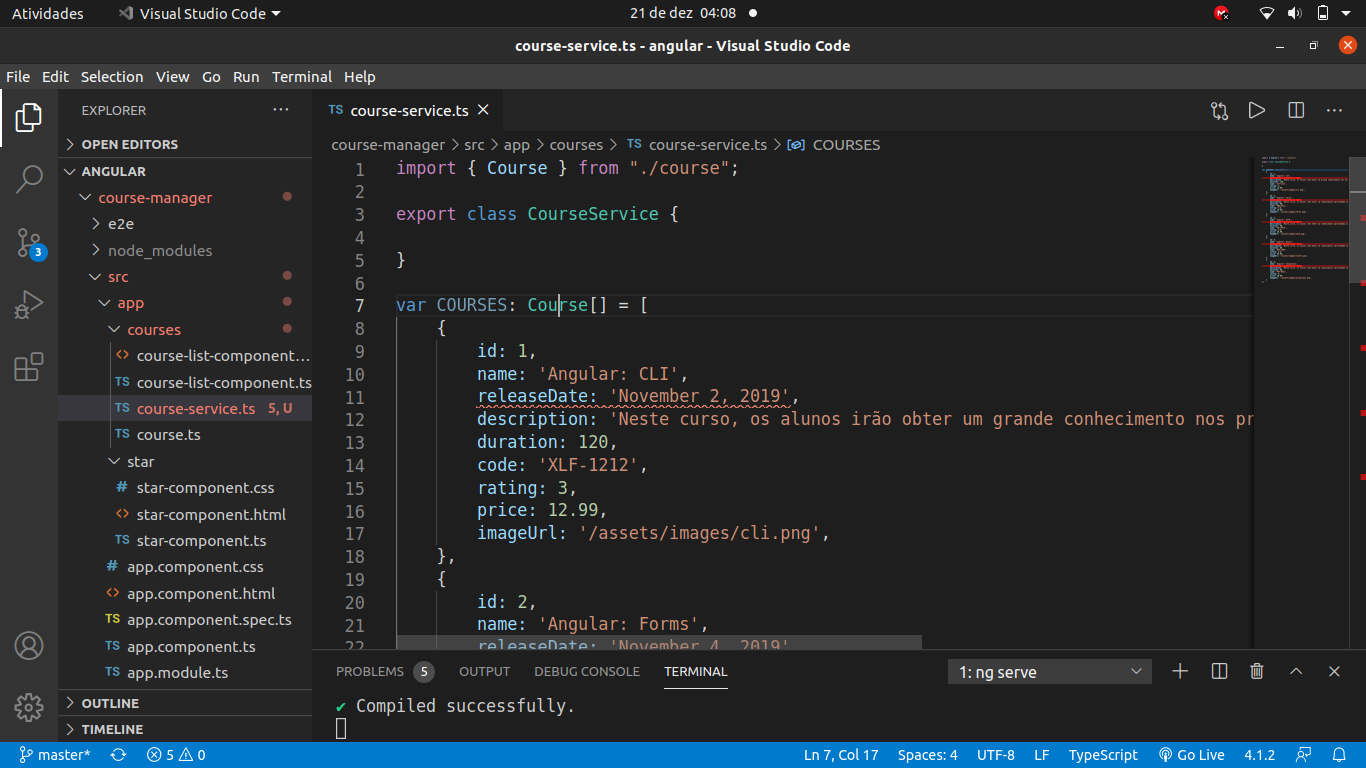 Atividades
Visual Studio Code
21 de dez 04:08
course-service.ts - angular - Visual Studio Code
File Edit Selection View Go Run Terminal Help
EXPLORER
OPEN EDITORS
ANGULAR
course-manager
e2e
node_modules
src
app
courses
course-list-component...
TS course-list-component.ts
TS course-service.ts 5, U
TS course.ts
star
# star-component.css
<> star-component.html
TS star-component.ts
# app.component.css
<> app.component.html
TS app.component.spec.ts
TS app.component.ts
TS app.module.ts
OUTLINE
TIMELINE
3
TS course-service.ts
course-manager > src > app > courses > TS course-service.ts > COURSES
1 import { Course } from "./course";
2
3 export class CourseService {
4
5 }
6
7 var COURSES: Course[] = [
8 {
9 id: 1,
10 name: 'Angular: CLI',
11 releaseDate: 'November 2, 2019',
12 description: 'Neste curso, os alunos irão obter um grande conhecimento nos pr
13 duration: 120,
14 code: 'XLF-1212',
15 rating: 3,
16 price: 12.99,
17 imageUrl: '/assets/images/cli.png',
18 },
19 {
20 id: 2,
21 name: 'Angular: Forms',
22 releaseDate: 'November 4, 2019'
PROBLEMS 5 OUTPUT DEBUG CONSOLE TERMINAL
1: ng serve
✔ Compiled successfully.
master* 5 0
Ln 7, Col 17 Spaces: 4 UTF-8 LF TypeScript Go Live 4.1.2